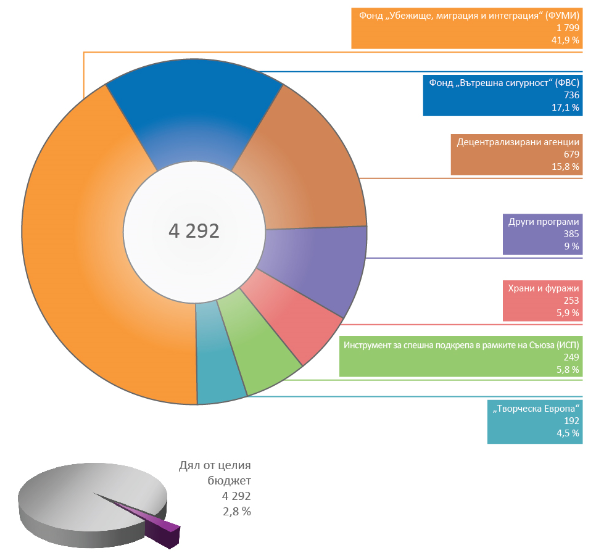 Фонд „Убежище, миграция и интеграция“ (ФУМИ)
1 799
41,9 %
Фонд „Вътрешна сигурност“ (ФВС)
736
17,1 %
Децентрализирани агенции
679
15,8 %
Други програми
385
9 %
Храни и фуражи
253
5,9 %
Инструмент за спешна подкрепа в рамките на Съюза (ИСП)
249
5,8 %
„Творческа Европа“
192
4,5 %
4 292
Дял от целия
бюджет
4 292
2,8 %